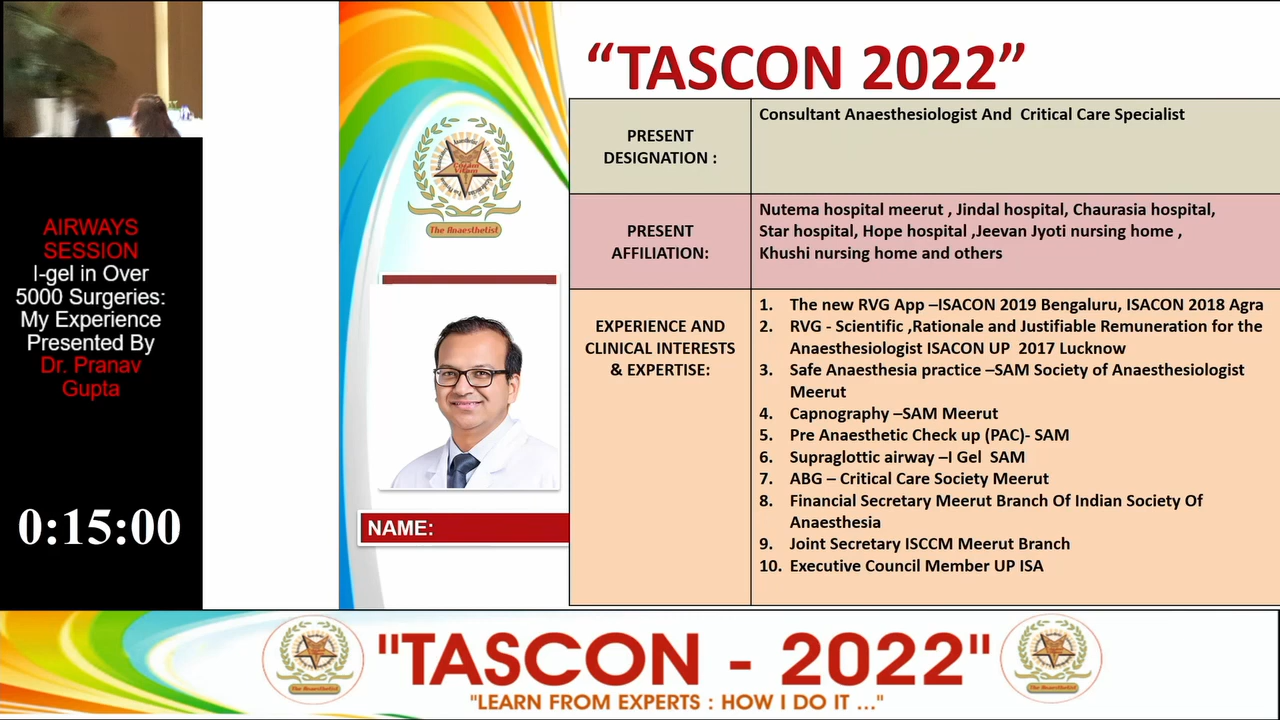 AIRWAYS
SESSION
I-gel in Over
5000 Surgeries:
My Experience
Presented By
Dr. Pranav
Gupta
0:15:00
“TASCON 2022”
The Anaesthetist
NAME:
PRESENT
DESIGNATION :
Consultant Anaesthesiologist And Critical Care Specialist
PRESENT
AFFILIATION:
Nutema hospital meerut , Jindal hospital, Chaurasia hospital,
Star hospital, Hope hospital ,Jeevan Jyoti nursing home ,
Khushi nursing home and others
EXPERIENCE AND
CLINICAL INTERESTS
& EXPERTISE:
1. The new RVG App –ISACON 2019 Bengaluru, ISACON 2018 Agra
2. RVG - Scientific ,Rationale and Justifiable Remuneration for the
Anaesthesiologist ISACON UP 2017 Lucknow
3. Safe Anaesthesia practice –SAM Society of Anaesthesiologist
Meerut
4. Capnography –SAM Meerut
5. Pre Anaesthetic Check up (PAC)- SAM
6. Supraglottic airway –I Gel SAM
7. ABG – Critical Care Society Meerut
8. Financial Secretary Meerut Branch Of Indian Society Of
Anaesthesia
9. Joint Secretary ISCCM Meerut Branch
10. Executive Council Member UP ISA
The Anaesthetist
"TASCON - 2022"
"LEARN FROM EXPERTS : HOW I DO IT ..."
The Anaesthetist